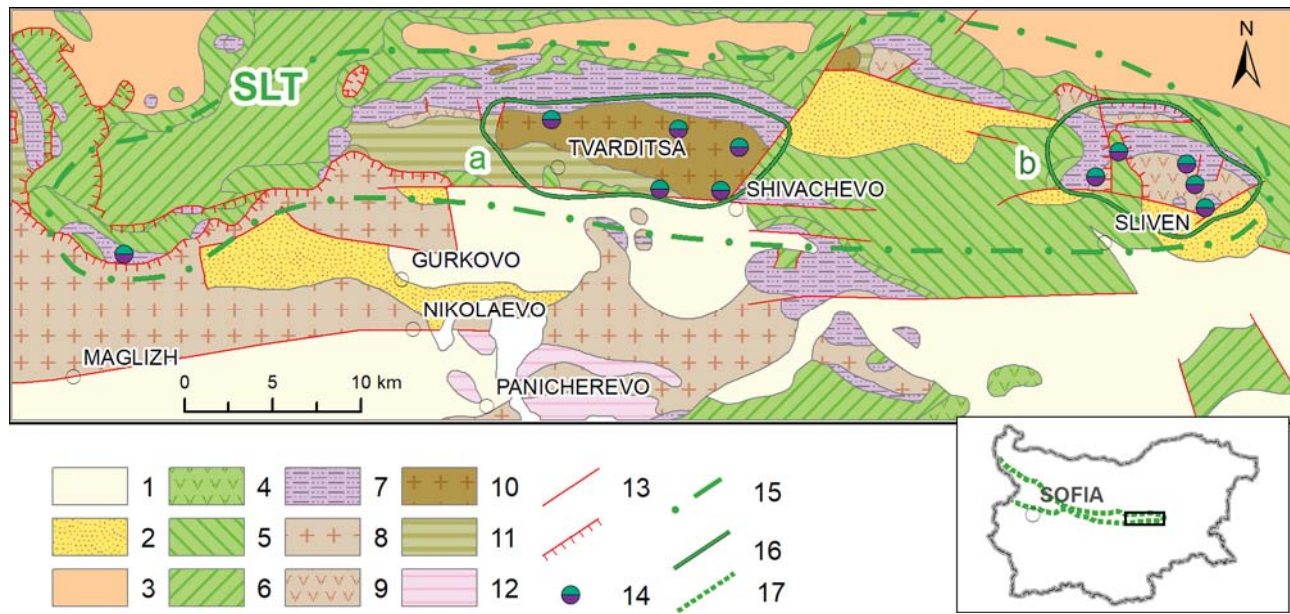 N
SLT
a
TVARDITSA
b
SHIVACHEVO
SLIVEN
GURKOVO
NIKOLAEVO
MAGLIZH
0 5 10 km
PANICHEREVO
1 4 7 10 13 15
2 5 8 11 16
3 6 9 12 14 17
SOFIA